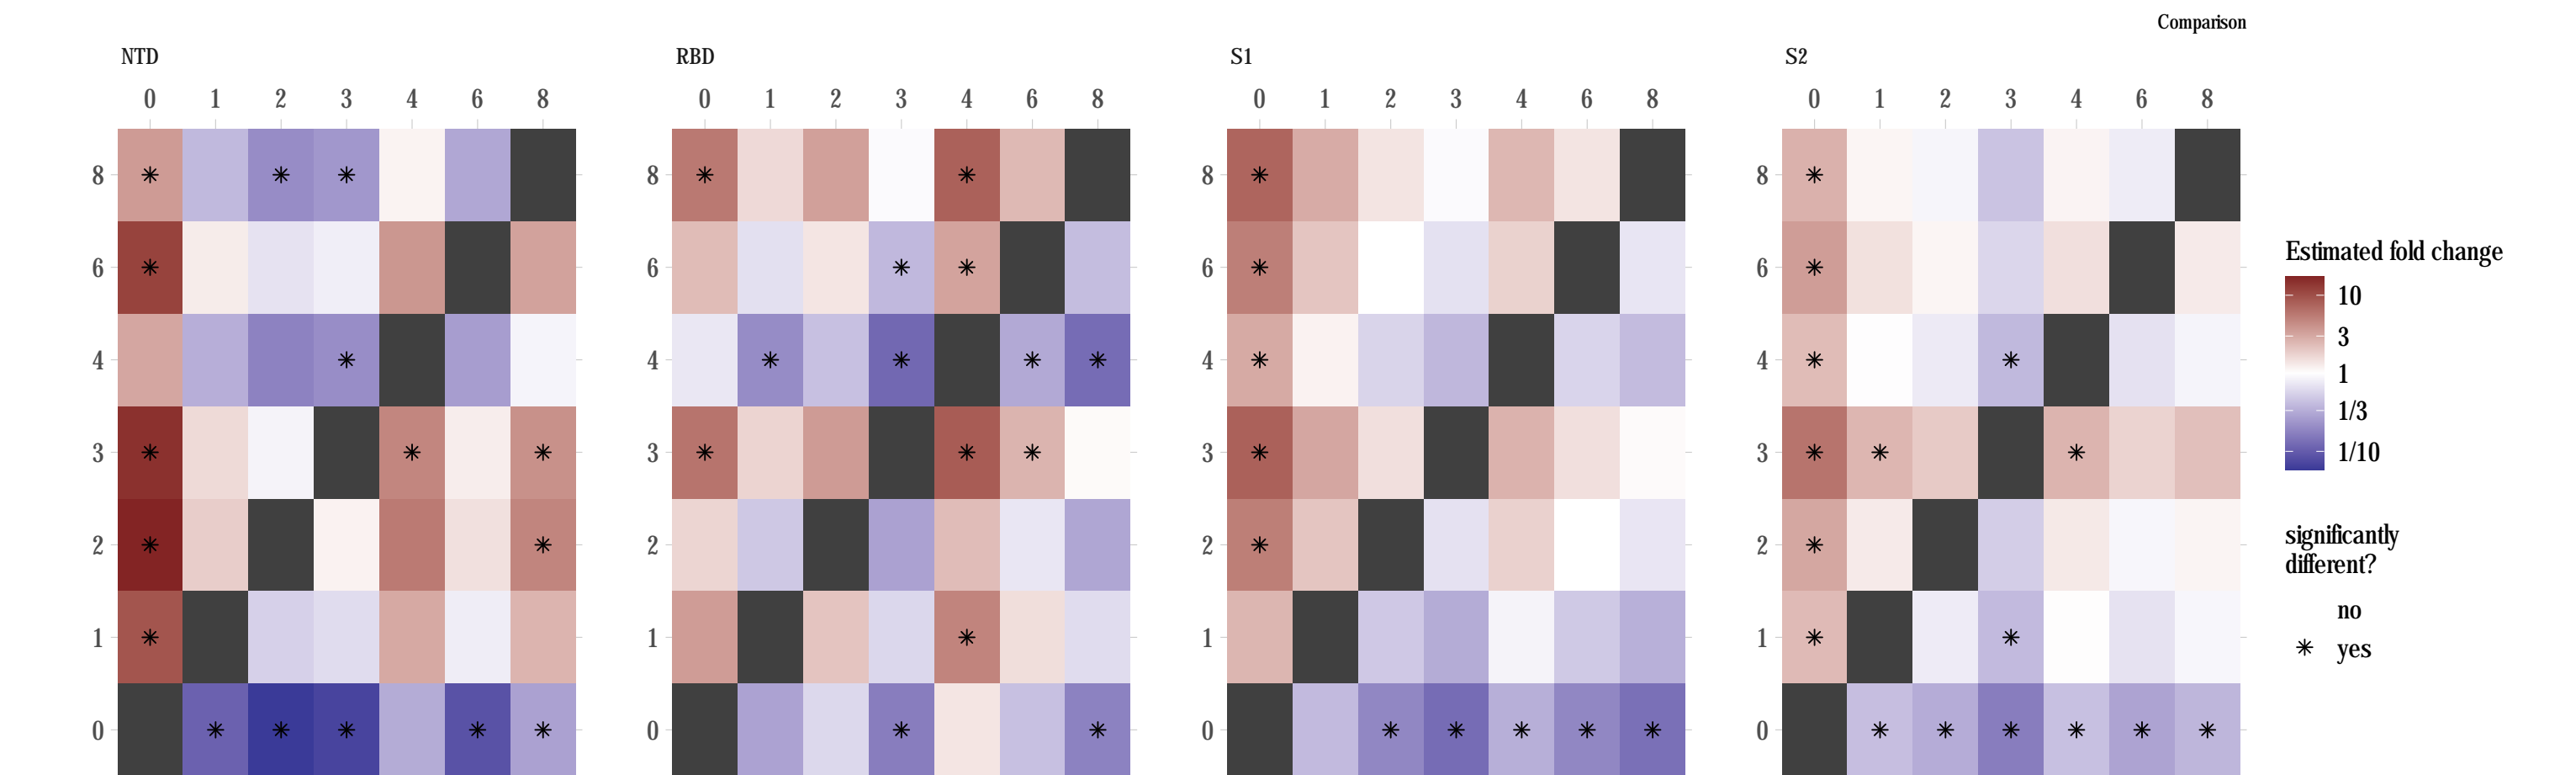 Comparison
NTD
RBD
S1
S2
0 1 2 3 4 6 8
0 1 2 3 4 6 8
0 1 2 3 4 6 8
0 1 2 3 4 6 8
8 * * *
8 * *
8 *
8 *
6 *
6 * *
6 *
6 *
4 *
4 * * * *
4 *
4 * *
3 * * *
3 * * *
3 *
3 * * *
2 * *
2
2 *
2 *
1 *
1 *
1
1 * *
0 * * * * *
0 * *
0 * * * * *
0 * * * * * *
Estimated fold change
10
3
1
1/3
1/10
significantly
different?
no
* yes